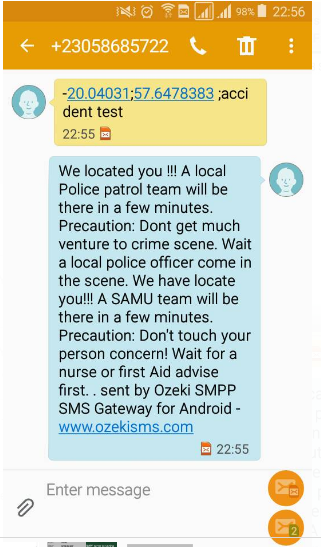 98% 22:56
+23058685722
-20.04031;57.6478383 ;acci
dent test
22:55
We located you !!! A local
Police patrol team will be
there in a few minutes.
Precaution: Dont get much
venture to crime scene. Wait
a local police officer come in
the scene. We have locate
you!!! A SAMU team will be
there in a few minutes.
Precaution: Don't touch your
person concern! Wait for a
nurse or first Aid advise
first. . sent by Ozeki SMPP
SMS Gateway for Android -
www.ozekisms.com
22:55
Enter message
2